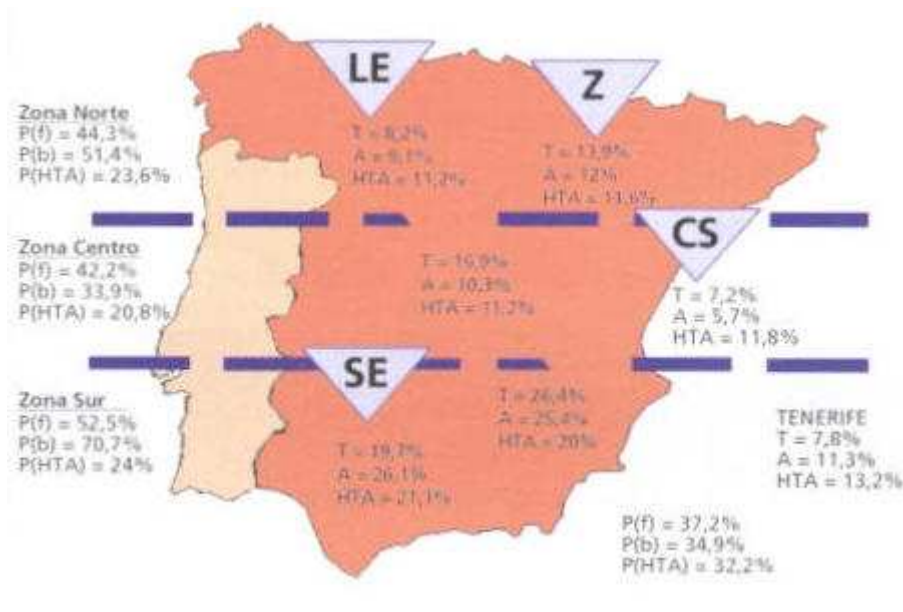 LE
Z
Zona Norte
P(f) = 44,3%
P(b) = 51,4%
P(HTA) = 23,6%
T = 8,2%
A = 9,1%
HTA = 11,2%
T = 13,9%
A = 12%
HTA = 11,6%
CS
Zona Centro
P(f) = 42,2%
P(b) = 33,9%
P(HTA) = 20,8%
T = 16,9%
A = 10,3%
HTA = 11,2%
T = 7,2%
A = 5,7%
HTA = 11,8%
SE
Zona Sur
P(f) = 52,5%
P(b) = 70,7%
P(HTA) = 24%
T = 19,7%
A = 26,1%
HTA = 21,1%
T = 26,4%
A = 25,4%
HTA = 20%
TENERIFE
T = 7,8%
A = 11,3%
HTA = 13,2%
P(f) = 37,2%
P(b) = 34,9%
P(HTA) = 32,2%